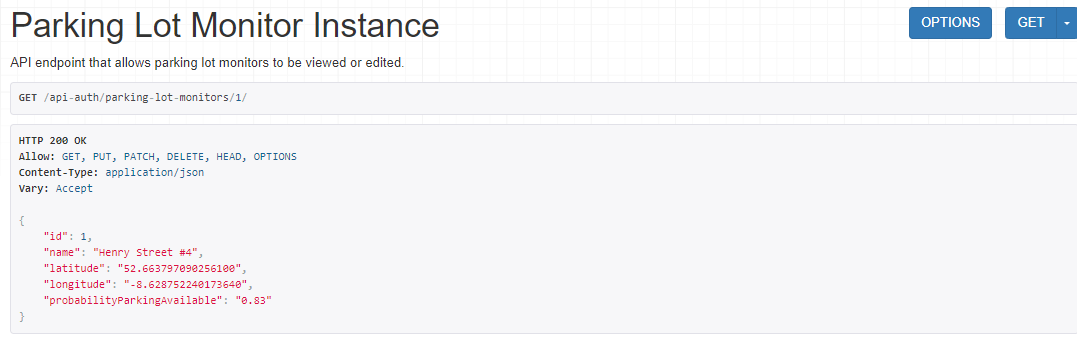 Parking Lot Monitor Instance
OPTIONS
GET
API endpoint that allows parking lot monitors to be viewed or edited.
GET /api-auth/parking-lot-monitors/1/
HTTP 200 OK
Allow: GET, PUT, PATCH, DELETE, HEAD, OPTIONS
Content-Type: application/json
Vary: Accept
{
"id": 1,
"name": "Henry Street #4",
"latitude": "52.663797090256100",
"longitude": "-8.628752240173640",
"probabilityParkingAvailable": "0.83"
}